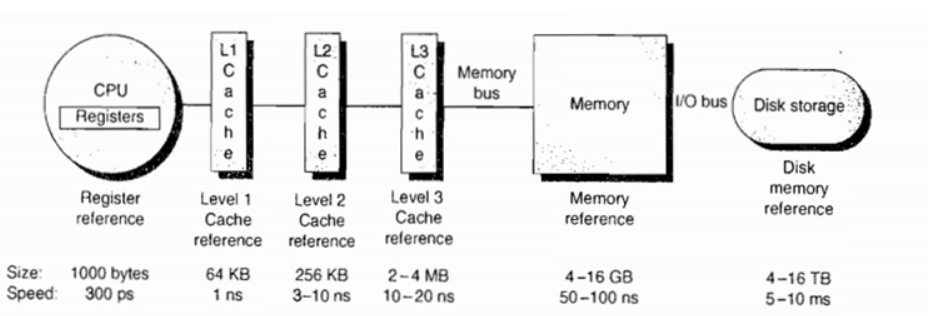 CPU
Registers
L1
Cache
L2
Cache
L3
Cache
Memory
bus
Memory
I/O bus
Disk storage
Register
reference
Level 1
Cache
reference
Level 2
Cache
reference
Level 3
Cache
reference
Memory
reference
Disk
memory
reference
Size: 1000 bytes 64 KB 256 KB 2–4 MB 4–16 GB 4–16 TB
Speed: 300 ps 1 ns 3–10 ns 10–20 ns 50–100 ns 5–10 ms